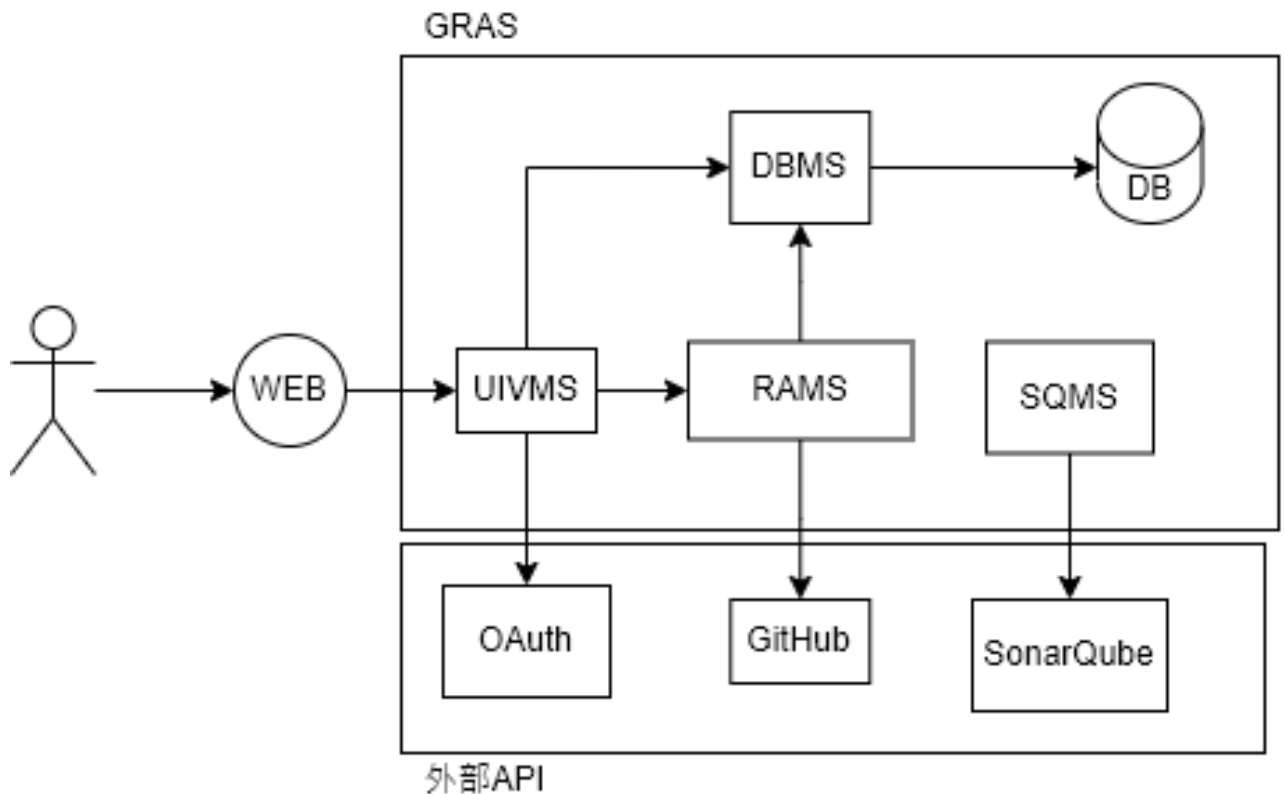 GRAS
DBMS
DB
WEB
UIVMS
RAMS
SQMS
OAuth
GitHub
SonarQube
外部API